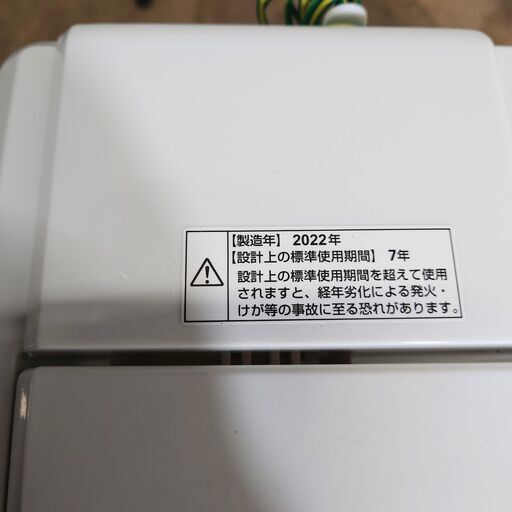 【製造年】 2022年
【設計上の標準使用期間】 7年
設計上の標準使用期間を超えて使用
されますと、経年劣化による発火・
けが等の事故に至る恐れがあります。